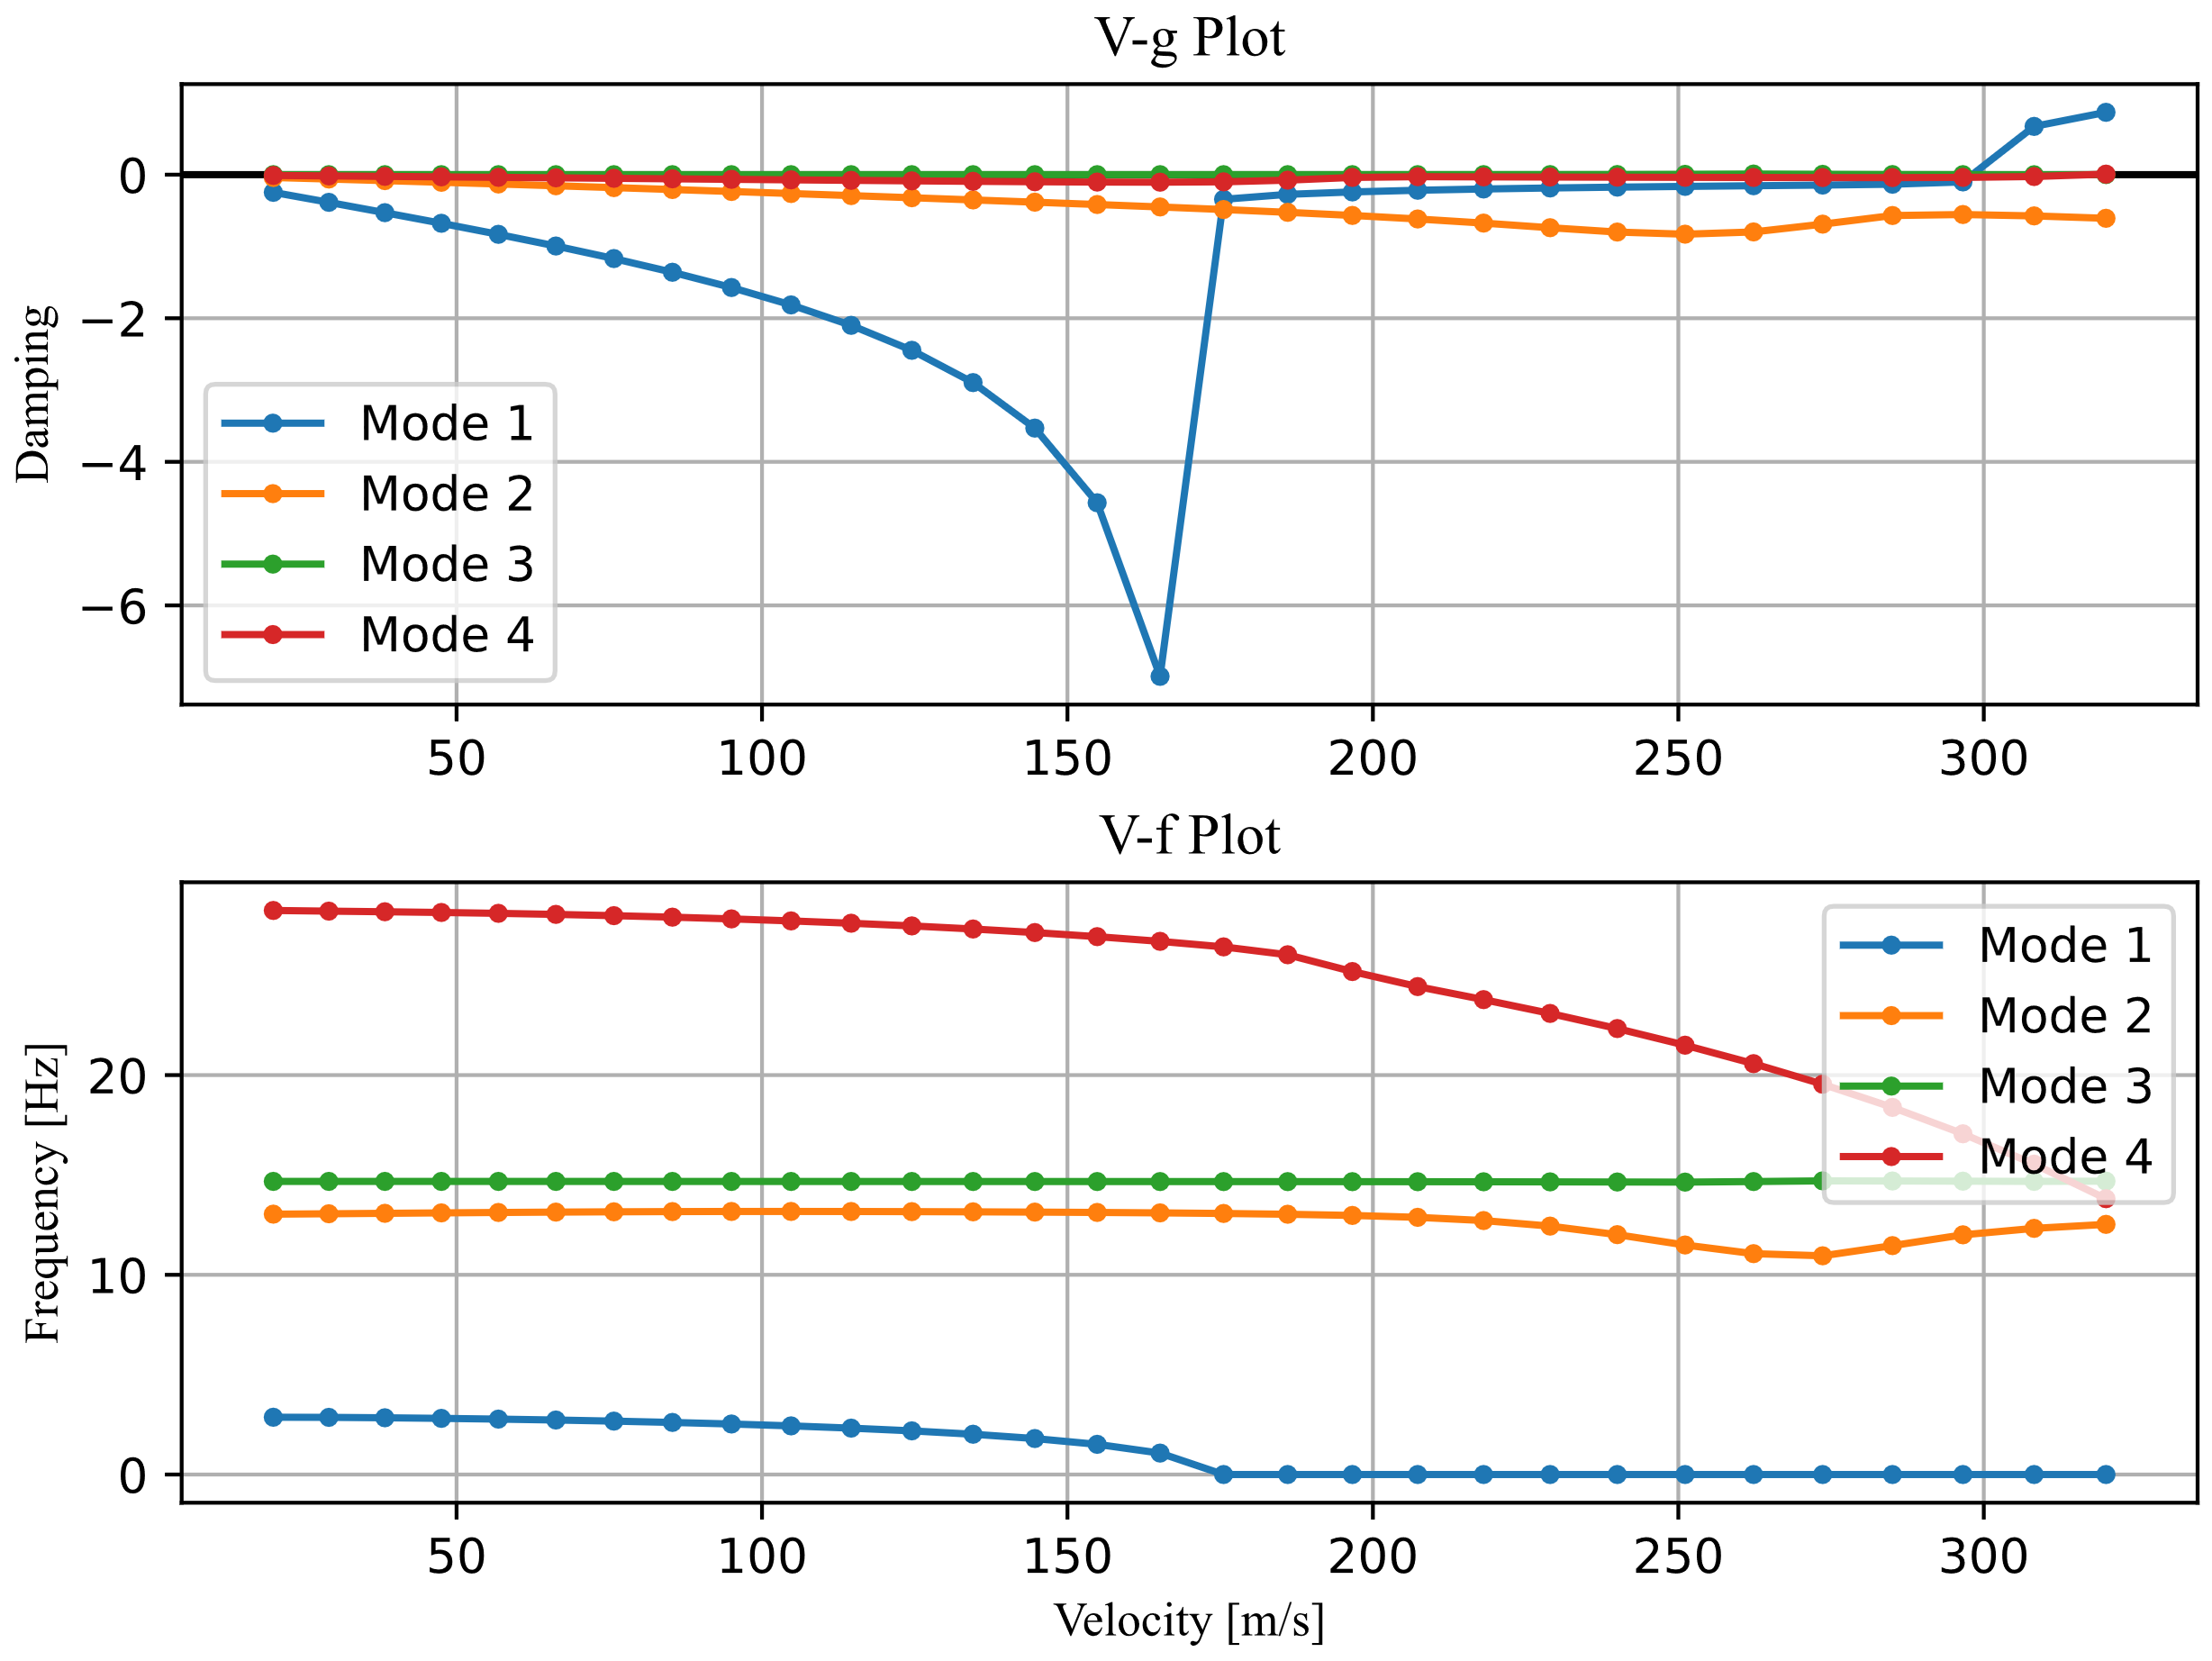 V-g Plot
Damping
0
−2
−4
−6
Mode 1
Mode 2
Mode 3
Mode 4
50 100 150 200 250 300
V-f Plot
Frequency [Hz]
20
10
0
Mode 1
Mode 2
Mode 3
Mode 4
50 100 150 200 250 300
Velocity [m/s]